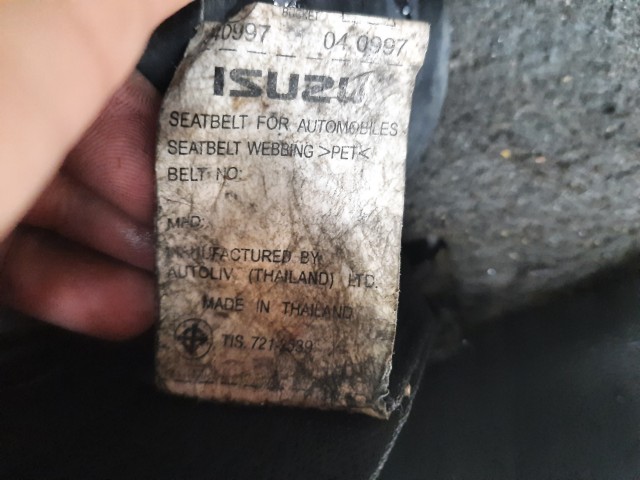 40997 04 0997
ISUZU
SEATBELT FOR AUTOMOBILES
SEATBELT WEBBING >PET<
BELT NO:
MFD:
MANUFACTURED BY
AUTOLIV (THAILAND) LTD.
MADE IN THAILAND
TIS. 721-2539